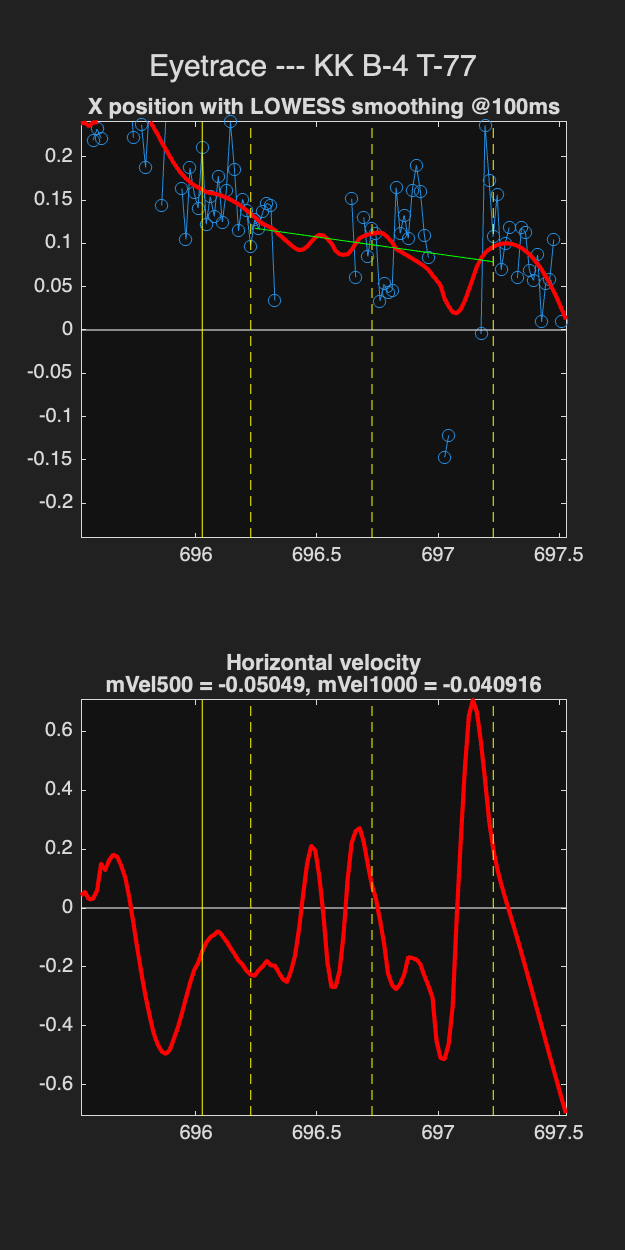 Eyetrace --- KK B-4 T-77
X position with LOWESS smoothing @100ms
0.2
0.15
0.1
0.05
0
-0.05
-0.1
-0.15
-0.2
696 696.5 697 697.5
Horizontal velocity
mVel500 = -0.05049, mVel1000 = -0.040916
0.6
0.4
0.2
0
-0.2
-0.4
-0.6
696 696.5 697 697.5